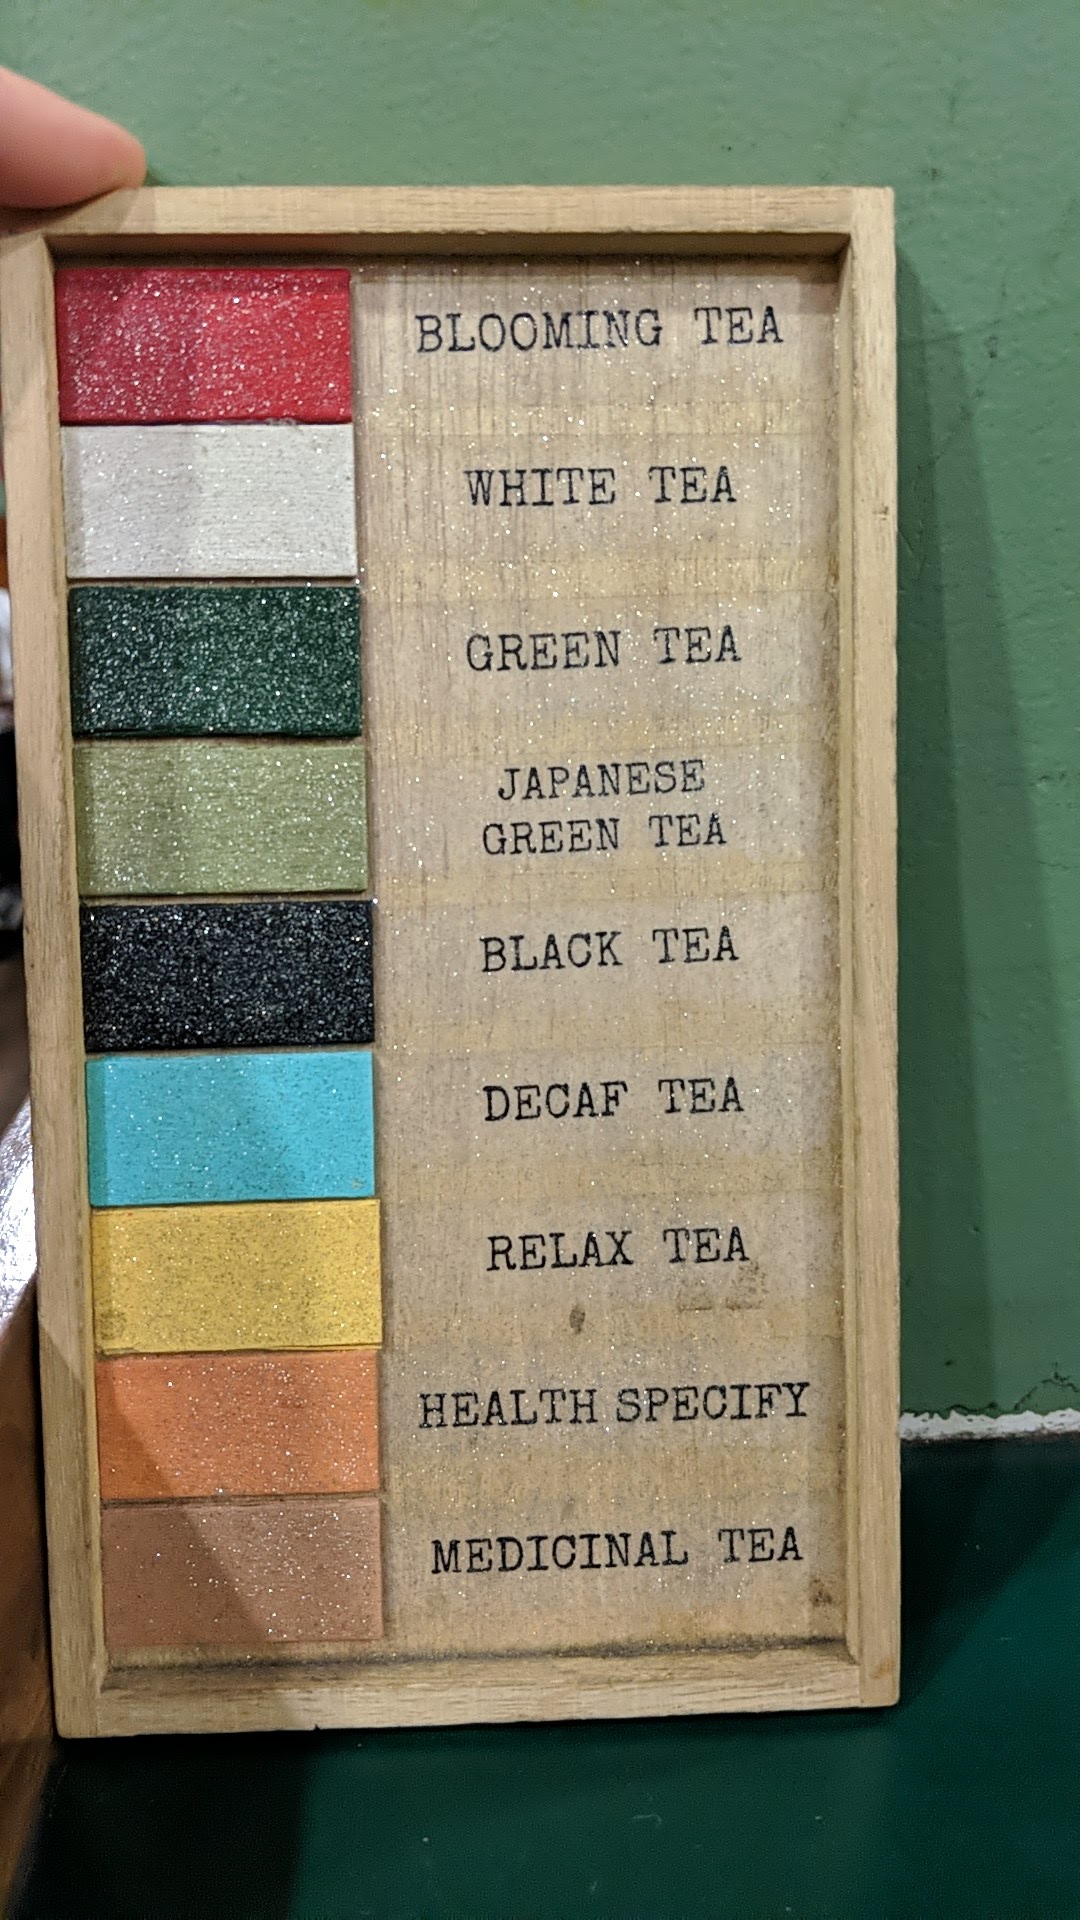 BLOOMING TEA
WHITE TEA
GREEN TEA
JAPANESE
GREEN TEA
BLACK TEA
DECAF TEA
RELAX TEA
HEALTH SPECIFY
MEDICINAL TEA